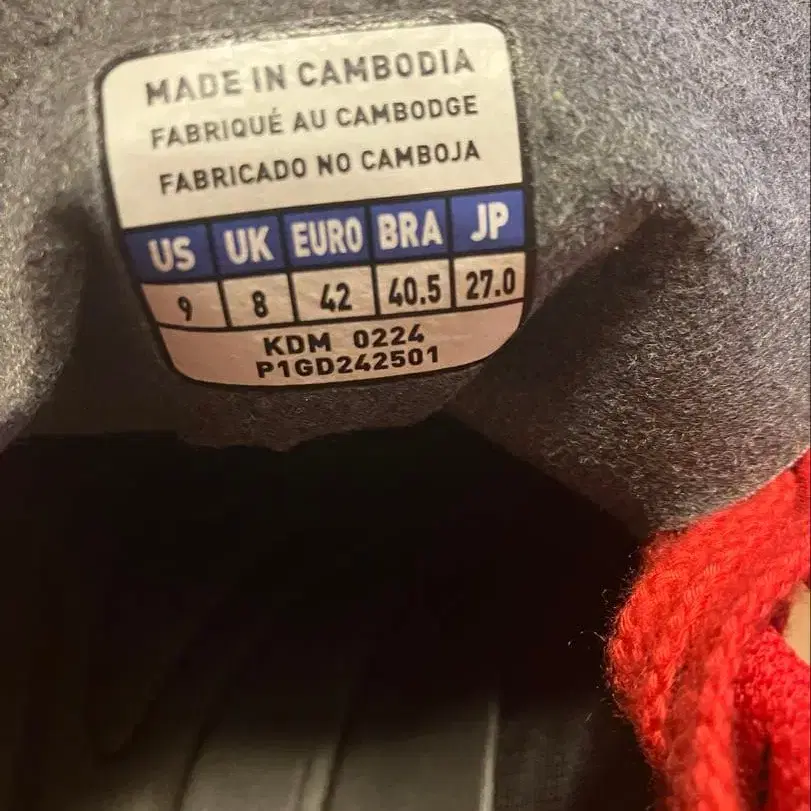 MADE IN CAMBODIA
FABRIQUÉ AU CAMBODGE
FABRICADO NO CAMBOJA
US UK EURO BRA JP
9 8 42 40.5 27.0
KDM 0224
P1GD242501